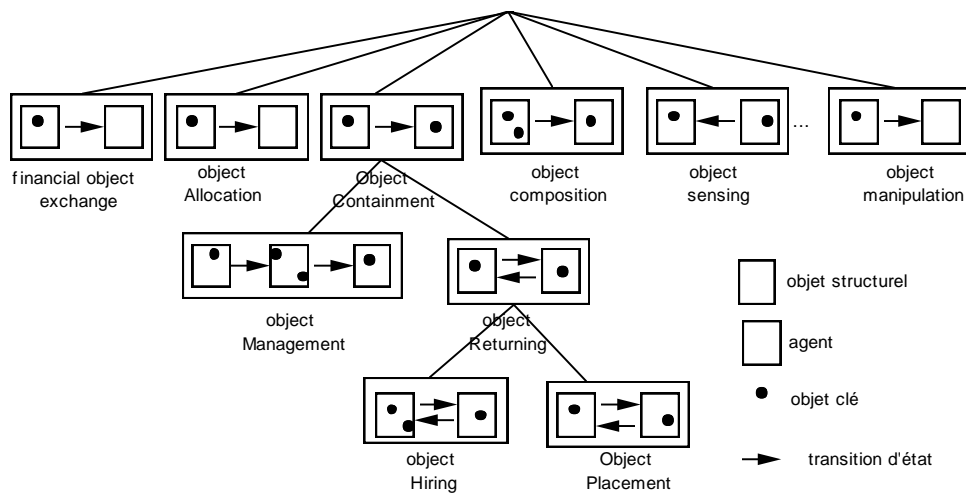 ...
financial object
exchange
object
Allocation
Object
Containment
object
composition
object
sensing
object
manipulation
object
Management
object
Returning
object
Hiring
Object
Placement
objet structurel
agent
objet clé
transition d'état